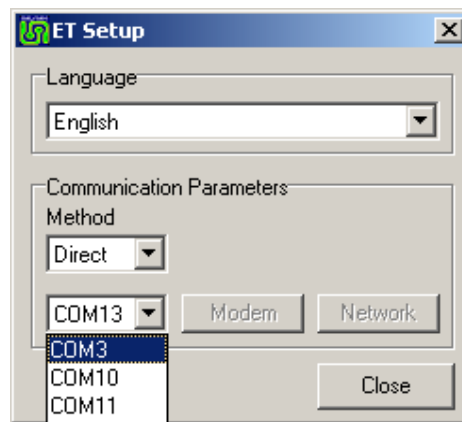 ET Setup
Language
English
Communication Parameters
Method
Direct
COM13 Modem Network
COM3
COM10
COM11
Close